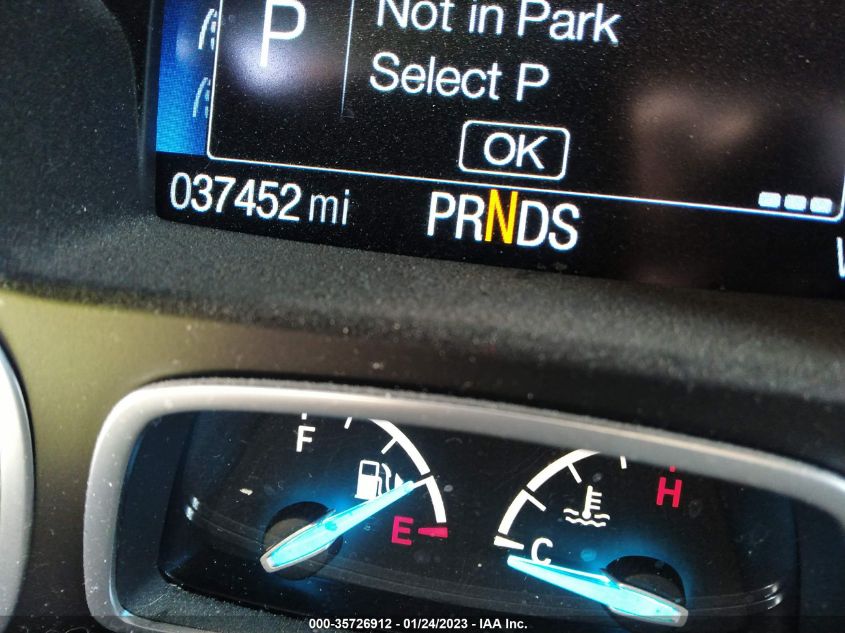 P
Not in Park
Select P
OK
037452 mi
PRNDS
F
E
C
H
000-35726912 - 01/24/2023 - IAA Inc.